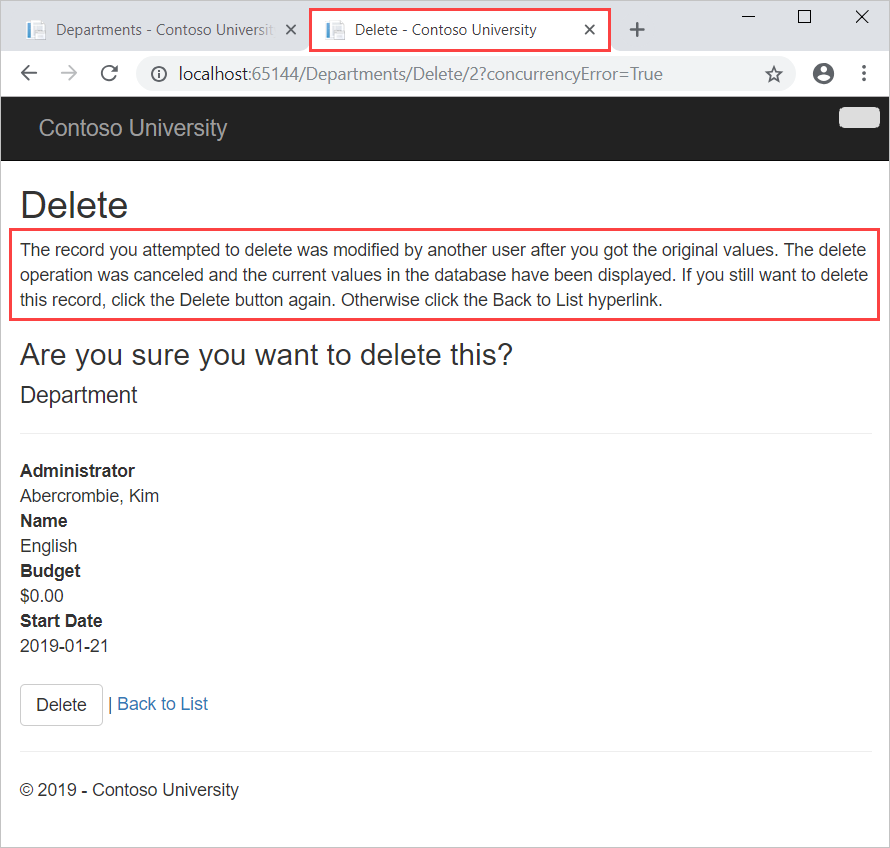 Departments - Contoso Universit
Delete - Contoso University
localhost:65144/Departments/Delete/2?concurrencyError=True
Contoso University
Delete
The record you attempted to delete was modified by another user after you got the original values. The delete
operation was canceled and the current values in the database have been displayed. If you still want to delete
this record, click the Delete button again. Otherwise click the Back to List hyperlink.
Are you sure you want to delete this?
Department
Administrator
Abercrombie, Kim
Name
English
Budget
$0.00
Start Date
2019-01-21
Delete | Back to List
© 2019 - Contoso University